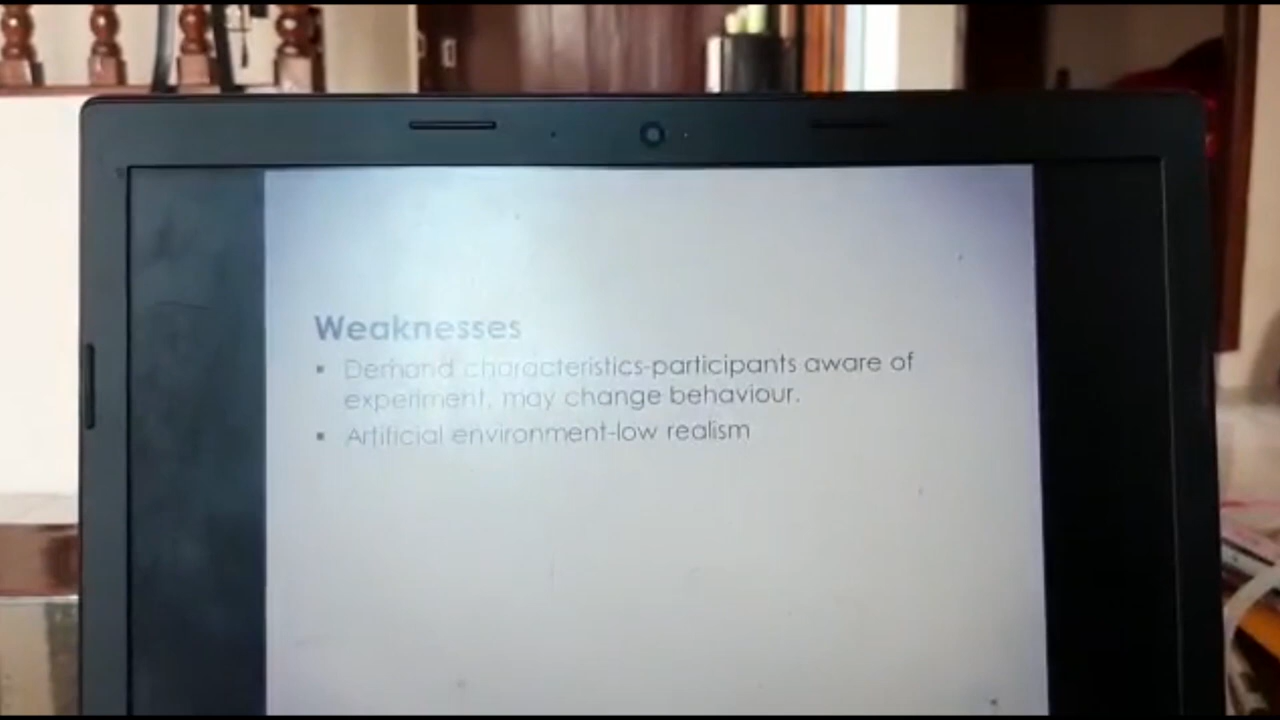 Weaknesses
▪ Demand characteristics-participants aware of
experiment, may change behaviour.
▪ Artificial environment-low realism